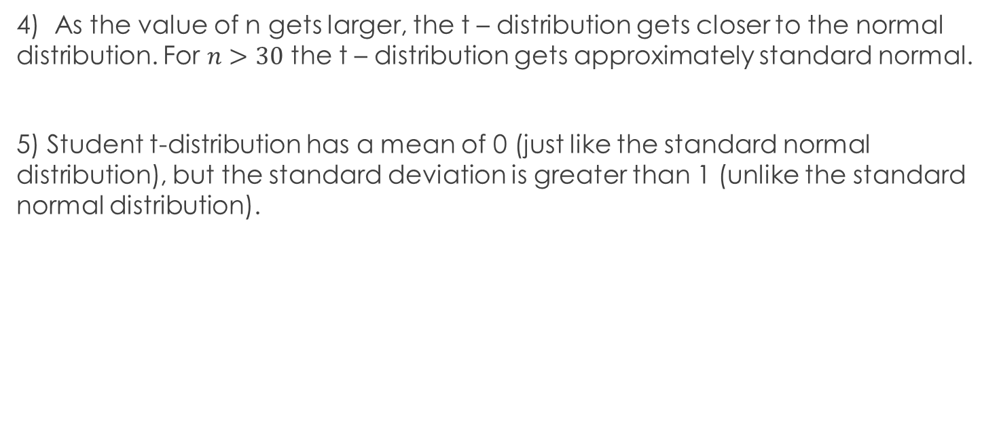 4) As the value of n gets larger, the t – distribution gets closer to the normal
distribution. For n > 30 the t – distribution gets approximately standard normal.
5) Student t-distribution has a mean of 0 (just like the standard normal
distribution), but the standard deviation is greater than 1 (unlike the standard
normal distribution).